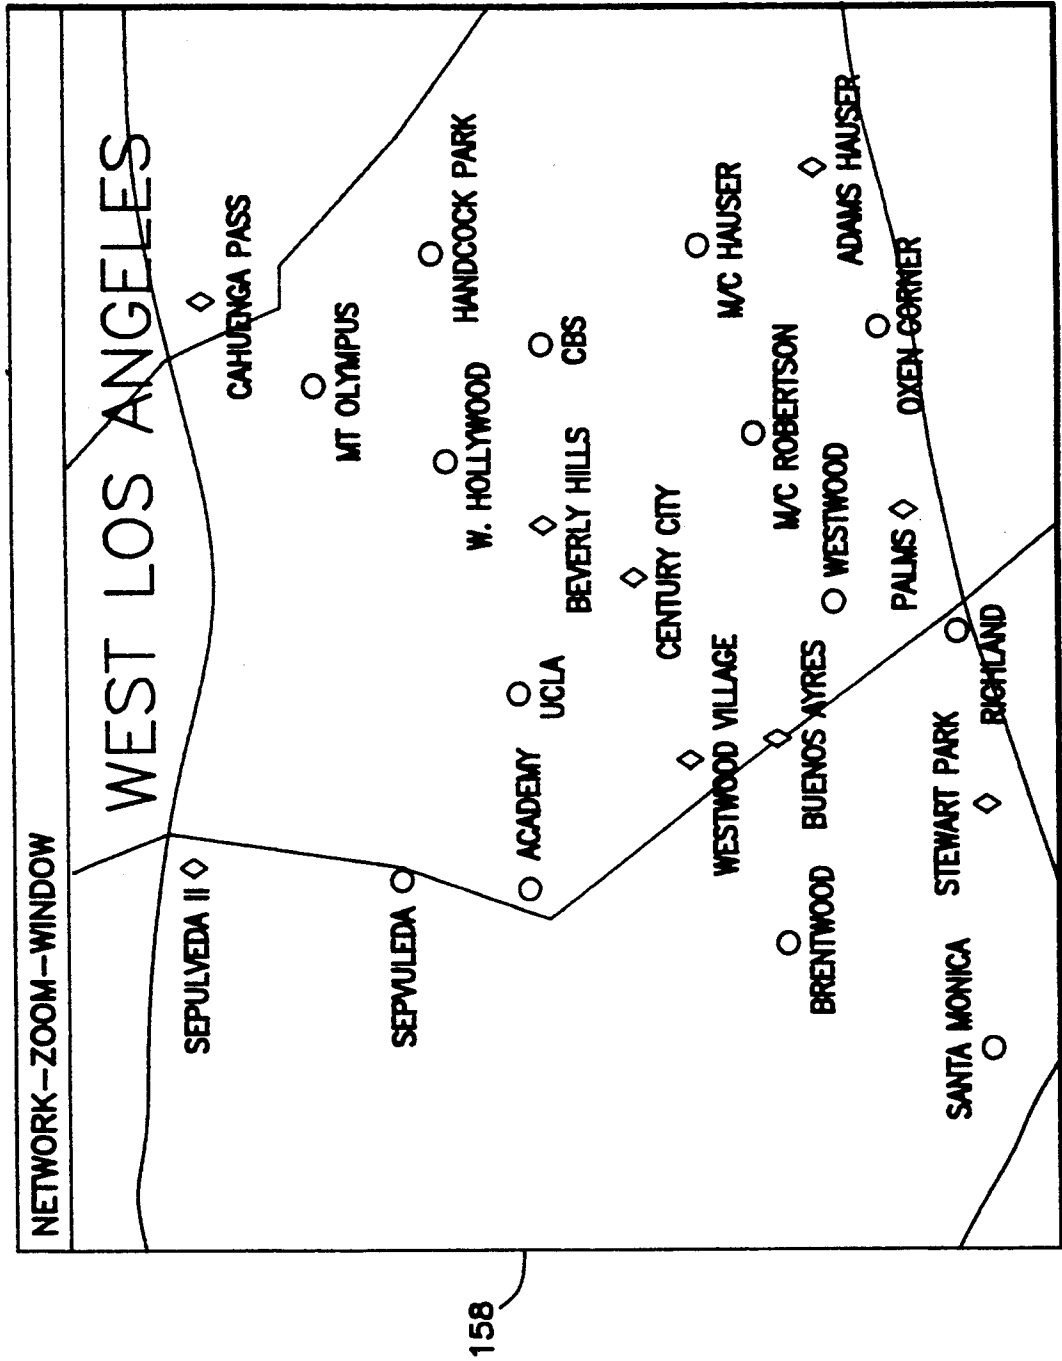 NETWORK-ZOOM-WINDOW
WEST LOS ANGELES
SEPULVEDA II
CAHUENGA PASS
MT OLYMPUS
SEPVULEDA
HANDCOCK PARK
W. HOLLYWOOD
ACADEMY
UCLA
BEVERLY HILLS
CBS
CENTURY CITY
WESTWOOD VILLAGE
M/C HAUSER
BRENTWOOD
BUENOS AYRES
M/C ROBERTSON
WESTWOOD
ADAMS HAUSER
PALMS
OXEN CORNER
SANTA MONICA
STEWART PARK
RICHLAND
158